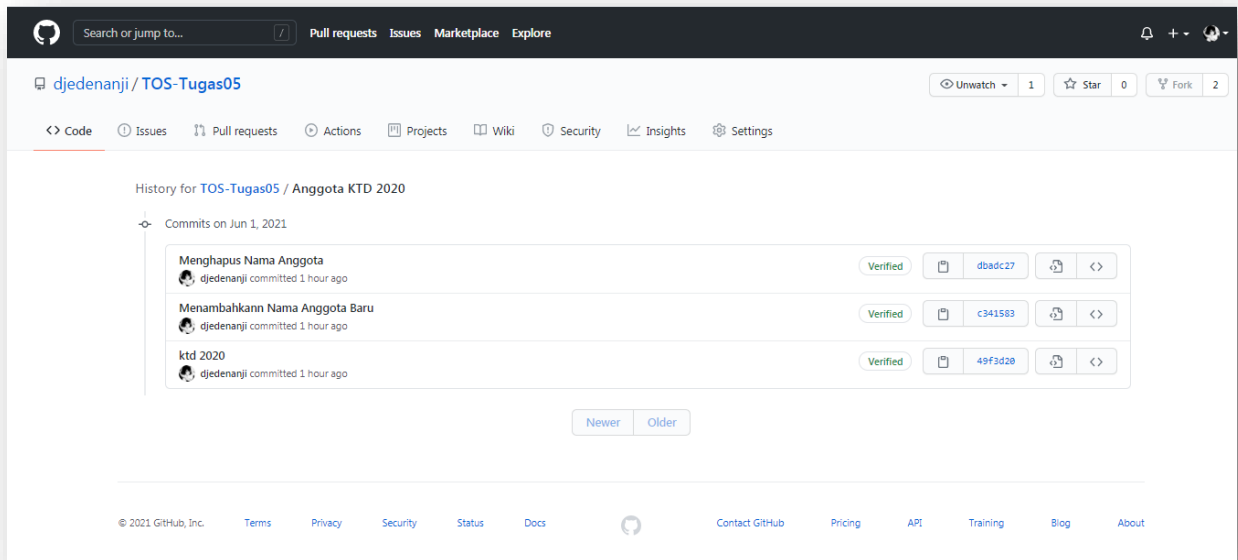 Search or jump to... / Pull requests Issues Marketplace Explore
djedenanji / TOS-Tugas05 Unwatch 1 Star 0 Fork 2
Code Issues Pull requests Actions Projects Wiki Security Insights Settings
History for TOS-Tugas05 / Anggota KTD 2020
Commits on Jun 1, 2021
Menghapus Nama Anggota
djedenanji committed 1 hour ago Verified dbadc27
Menambahkann Nama Anggota Baru
djedenanji committed 1 hour ago Verified c341583
ktd 2020
djedenanji committed 1 hour ago Verified 49f3d20
Newer Older
© 2021 GitHub, Inc. Terms Privacy Security Status Docs Contact GitHub Pricing API Training Blog About